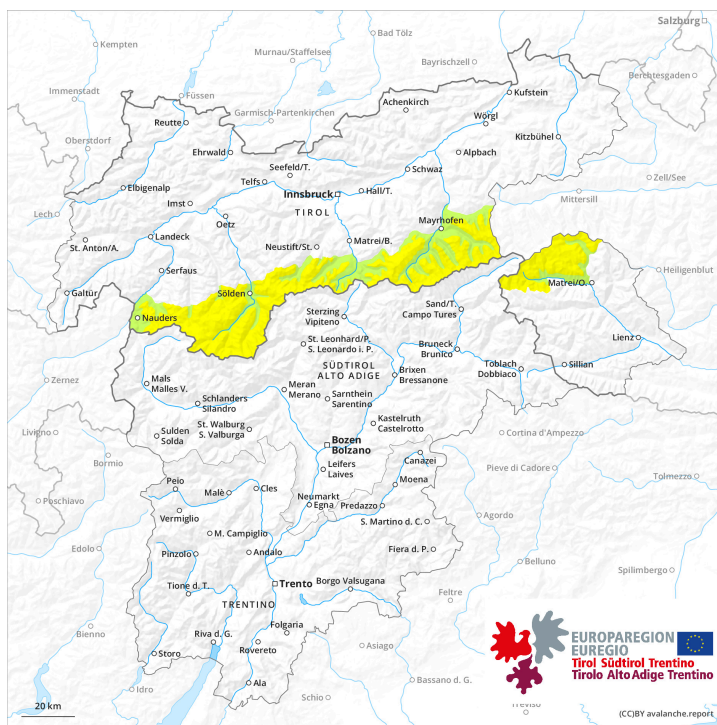 Salzburg
Kempten
Bad Tölz
Murnau/Staffelsee
Bayrischzell
Berchtesgaden
Immenstadt
Füssen
Garmisch-Partenkirchen
Achenkirch
Kufstein
Oberstdorf
Reutte
Wörgl
Kitzbühel
Ehrwald
Seefeld/T.
Alpbach
Schwaz
Zell/See
Elbigenalp
Telfs
Innsbruck
Hall/T.
Mittersill
Lech
Imst
TIROL
Mayrhofen
Oetz
St. Anton/A.
Landeck
Neustift/St.
Matrei/B.
Serfaus
Heiligenblut
Galtür
Sölden
Matrei/O.
Nauders
Sterzing
Vipiteno
Sand/T.
Campo Tures
St. Leonhard/P.
S. Leonardo i. P.
Bruneck
Brunico
Lienz
Zernez
Mals
Malles V.
SÜDTIROL
ALTO ADIGE
Brixen
Bressanone
Toblach
Dobbiaco
Sillian
Meran
Merano
Schlanders
Silandro
Sarnthein
Sarentino
Livigno
Sulden
Solda
St. Walburg
S. Valburga
Kastelruth
Castelrotto
Cortina d'Ampezzo
Bormio
Bozen
Bolzano
Canazei
Pieve di Cadore
Leifers
Laives
Tolmezzo
Poschiavo
Peio
Malè
Cles
Neumarkt
Egna
Moena
Predazzo
Vermiglio
S. Martino d. C.
Agordo
M. Campiglio
Edolo
Pinzolo
Andalo
Fiera d. P.
Belluno
Spilimbergo
Tione d. T.
Trento
Borgo Valsugana
Feltre
TRENTINO
Bienno
Folgaria
Riva d. G.
Rovereto
Asiago
Storo
Bassano d. G.
Idro
Ala
Schio
Treviso
EUROPAREGION
EUREGIO
Tirol Südtirol Trentino
Tirolo Alto Adige Trentino
20 km
(CC)BY avalanche.report